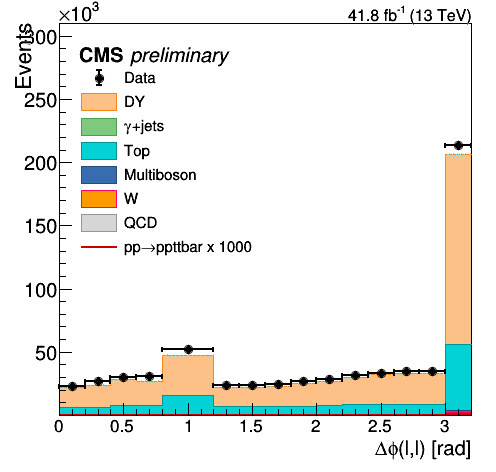 ×10³
41.8 fb⁻¹ (13 TeV)
Events
300
250
200
150
100
50
CMS preliminary
Data
DY
γ+jets
Top
Multiboson
W
QCD
pp→ppttbar x 1000
0 0.5 1 1.5 2 2.5 3
Δϕ(l,l) [rad]